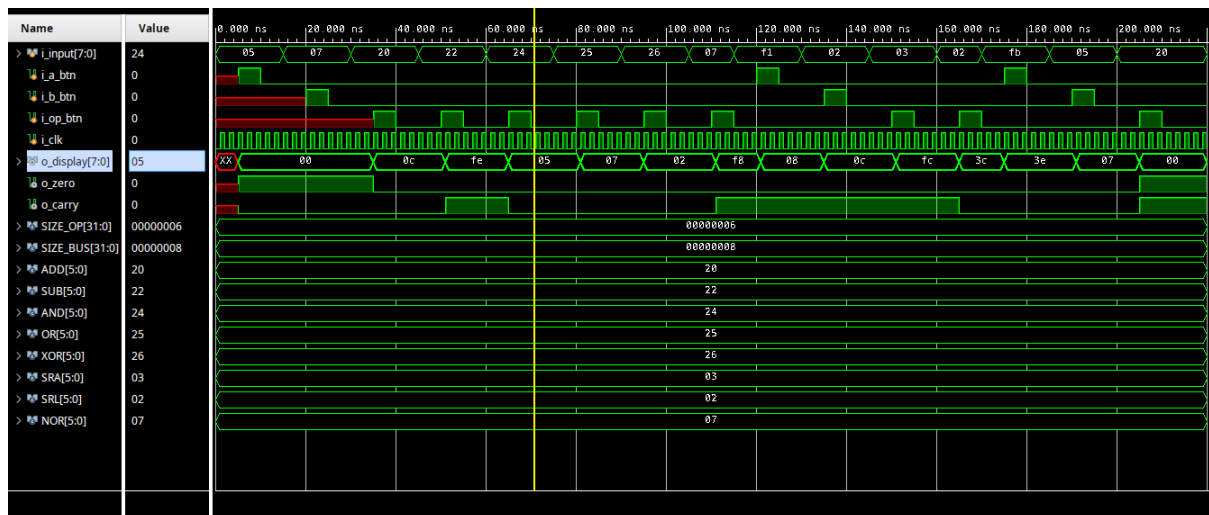 Name Value 0.000 ns 20.000 ns 40.000 ns 60.000 ns 80.000 ns 100.000 ns 120.000 ns 140.000 ns 160.000 ns 180.000 ns 200.000 ns
i_input[7:0] 24 05 07 20 22 24 25 26 07 f1 02 03 02 fb 05 20
i_a_btn 0
i_b_btn 0
i_op_btn 0
i_clk 0
o_display[7:0] 05 XX 00 0c fe 05 07 02 f8 08 0c fc 3c 3e 07 00
o_zero 0
o_carry 0
SIZE_OP[31:0] 00000006 00000006
SIZE_BUS[31:0] 00000008 00000008
ADD[5:0] 20 20
SUB[5:0] 22 22
AND[5:0] 24 24
OR[5:0] 25 25
XOR[5:0] 26 26
SRA[5:0] 03 03
SRL[5:0] 02 02
NOR[5:0] 07 07